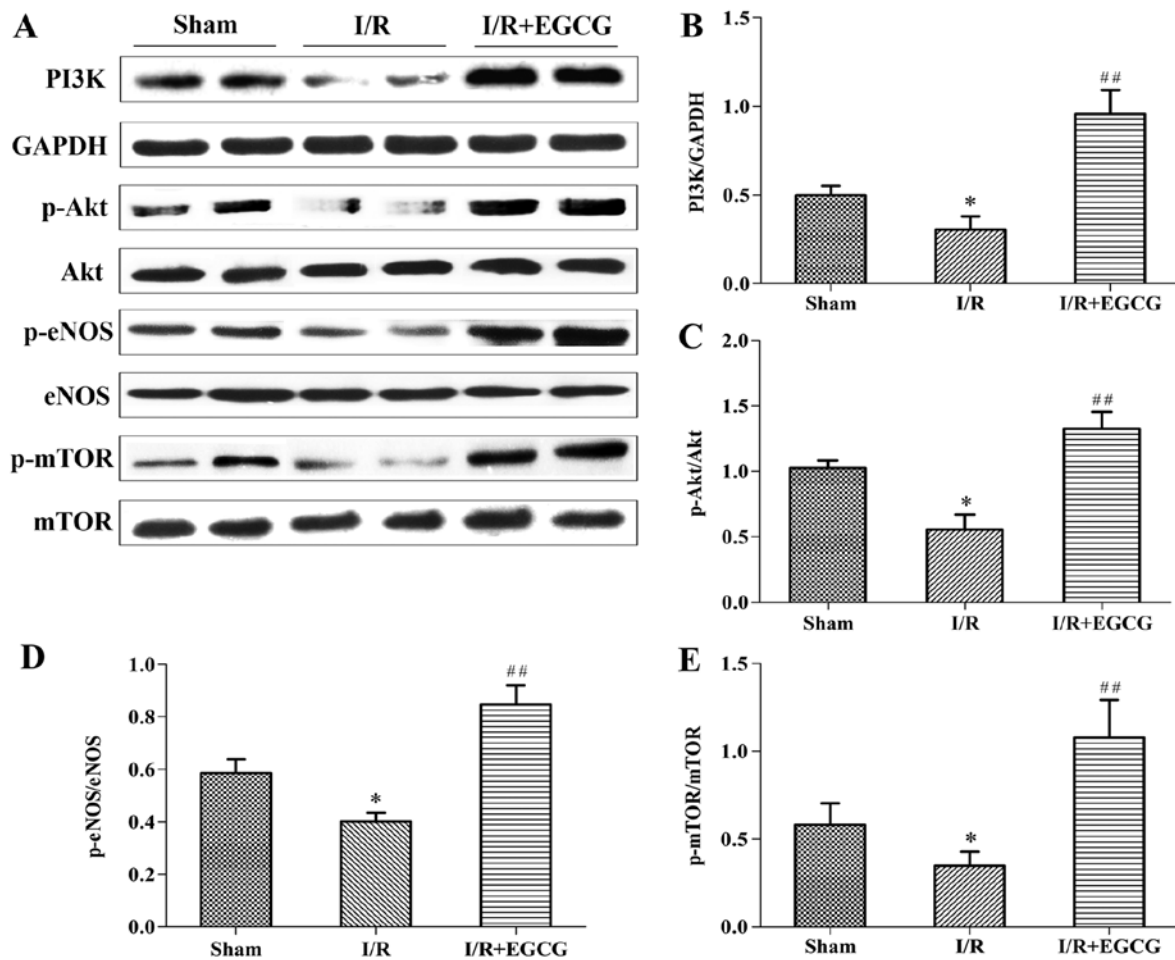 A
Sham I/R I/R+EGCG
PI3K
GAPDH
p-Akt
Akt
p-eNOS
eNOS
p-mTOR
mTOR
B
PI3K/GAPDH
1.5
1.0
0.5
0.0
*
##
Sham I/R I/R+EGCG
C
p-Akt/Akt
2.0
1.5
1.0
0.5
0.0
*
##
Sham I/R I/R+EGCG
D
p-eNOS/eNOS
1.0
0.8
0.6
0.4
0.2
0.0
*
##
Sham I/R I/R+EGCG
E
p-mTOR/mTOR
1.5
1.0
0.5
0.0
*
##
Sham I/R I/R+EGCG